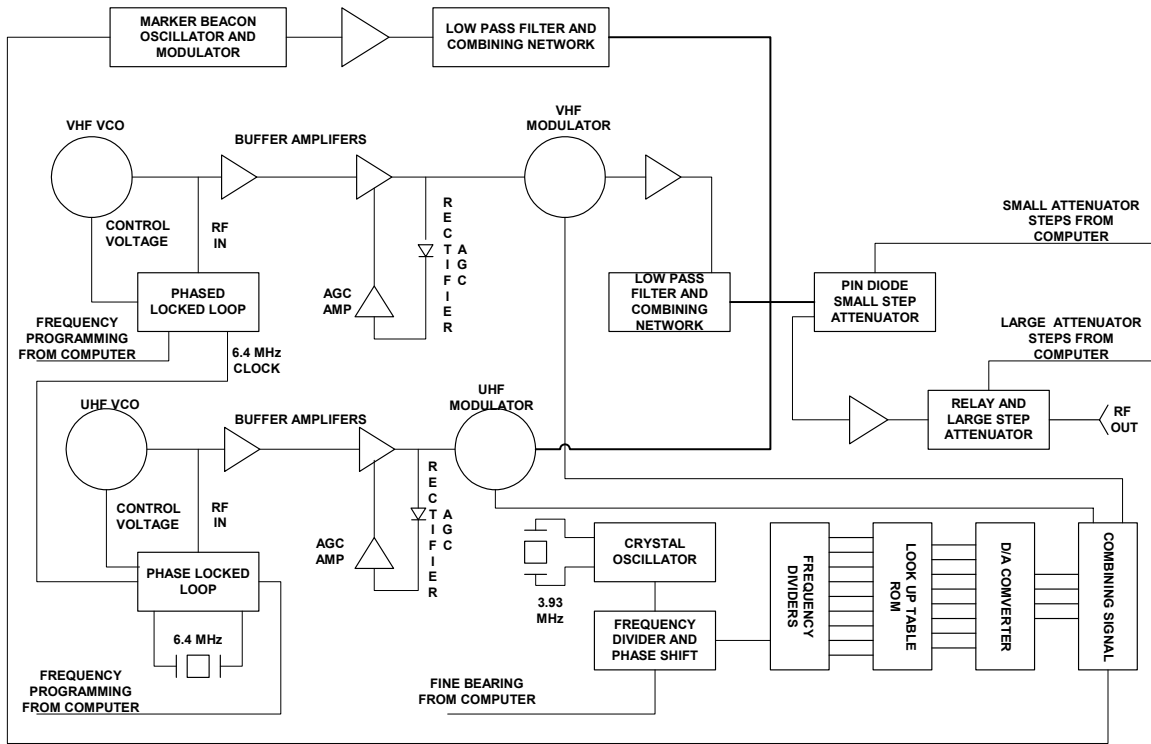 MARKER BEACON
OSCILLATOR AND
MODULATOR
LOW PASS FILTER AND
COMBINING NETWORK
VHF VCO
BUFFER AMPLIFERS
VHF
MODULATOR
CONTROL
VOLTAGE
RF
IN
RECTIFIER
AGC
SMALL ATTENUATOR
STEPS FROM
COMPUTER
PHASED
LOCKED LOOP
AGC
AMP
LOW PASS
FILTER AND
COMBINING
NETWORK
PIN DIODE
SMALL STEP
ATTENUATOR
FREQUENCY
PROGRAMMING
FROM COMPUTER
6.4 MHz
CLOCK
LARGE ATTENUATOR
STEPS FROM
COMPUTER
UHF VCO
BUFFER AMPLIFERS
UHF
MODULATOR
RELAY AND
LARGE STEP
ATTENUATOR
RF
OUT
CONTROL
VOLTAGE
RF
IN
RECTIFIER
AGC
AGC
AMP
PHASE LOCKED
LOOP
6.4 MHz
CRYSTAL
OSCILLATOR
3.93
MHz
FREQUENCY
DIVIDER AND
PHASE SHIFT
FREQUENCY
DIVIDERS
LOOK UP TABLE
ROM
D/A COMVERTER
COMBINING SIGNAL
FREQUENCY
PROGRAMMING
FROM COMPUTER
FINE BEARING
FROM COMPUTER